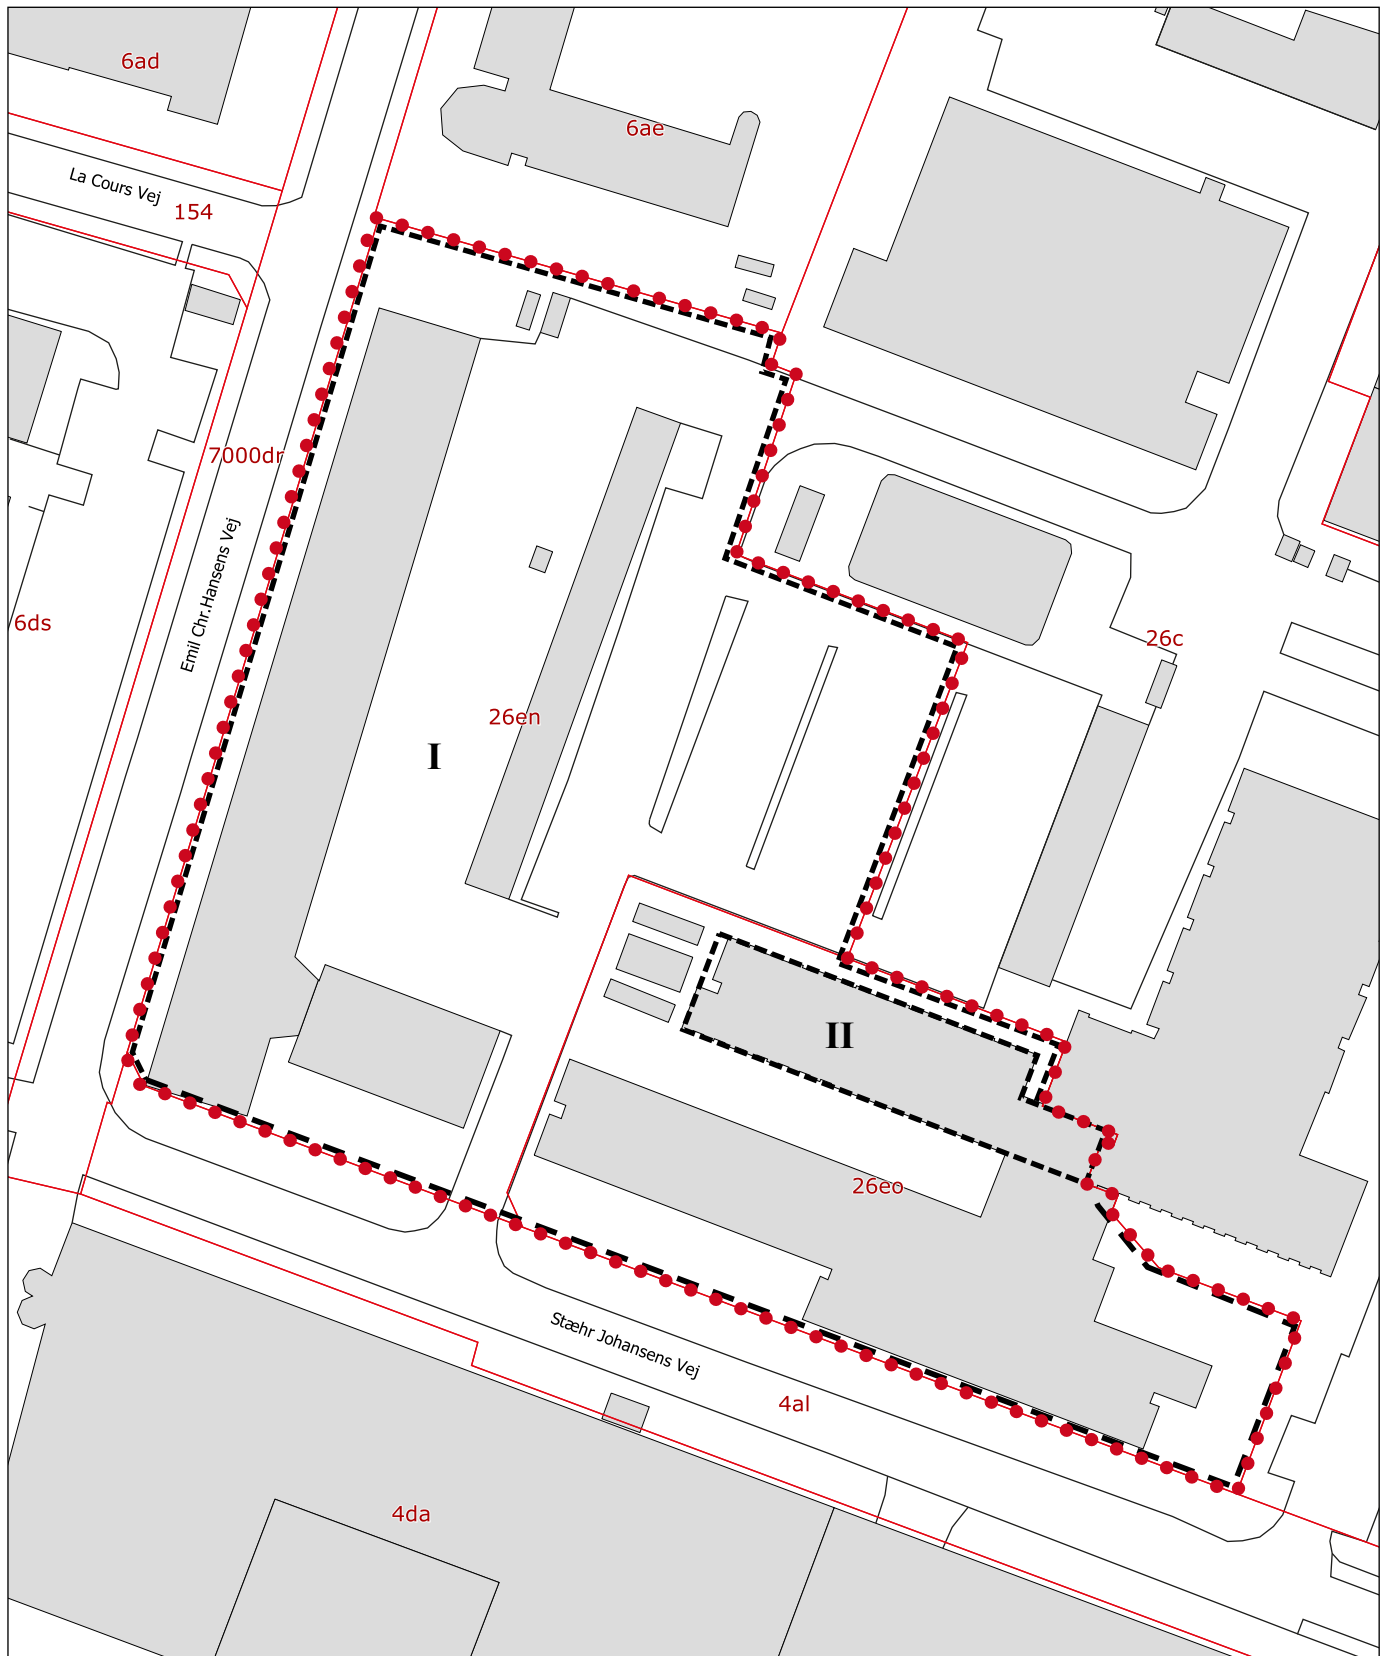 6ad
6ae
La Cours Vej
154
7000dr
Emil Chr.Hansens Vej
6ds
26c
26en
I
II
26eo
Stæhr Johansens Vej
4al
4da